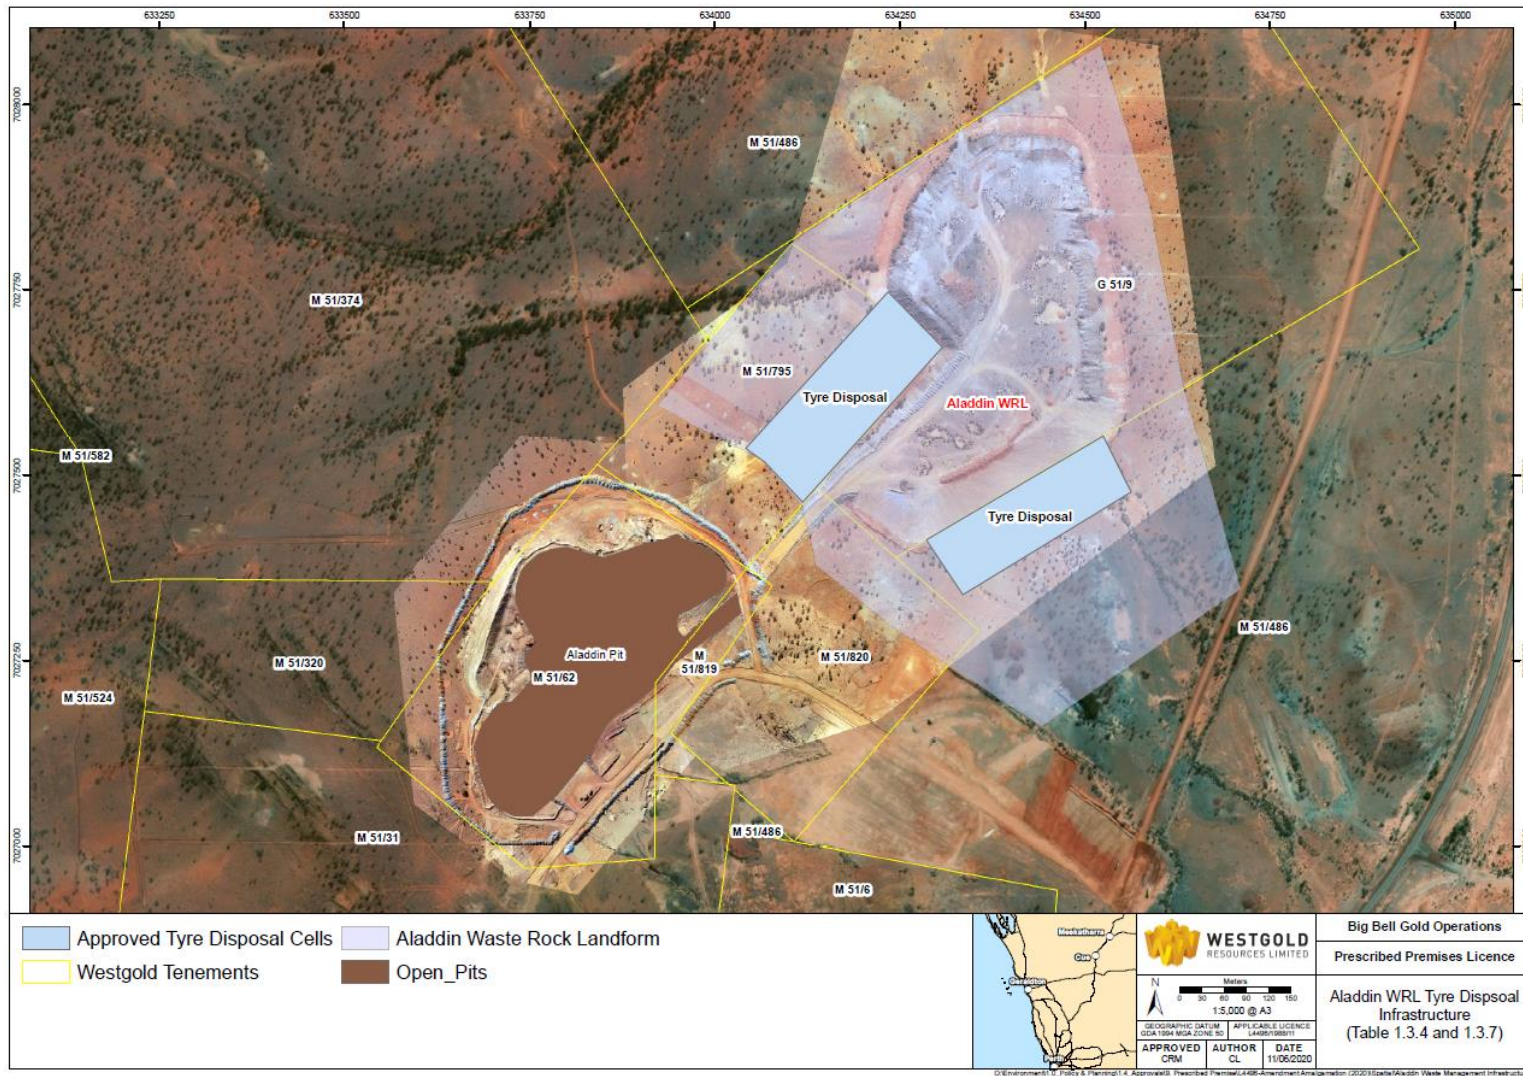 633250
633500
633750
634000
634250
634500
634750
635000
7028000
7027750
7027500
7027250
7027000
M 51/486
M 51/374
G 51/9
M 51/795
Tyre Disposal
Aladdin WRL
M 51/582
Tyre Disposal
M 51/486
Aladdin Pit
M
51/819
M 51/820
M 51/320
M 51/62
M 51/524
M 51/486
M 51/31
M 51/6
Approved Tyre Disposal Cells
Aladdin Waste Rock Landform
Westgold Tenements
Open_Pits
Meekatharra
Cue
Geraldton
Perth
WESTGOLD
RESOURCES LIMITED
N
Meters
0 30 60 90 120 150
1:5,000 @ A3
GEOGRAPHIC DATUM
GDA 1994 MGA ZONE 50
APPLICABLE LICENCE
L4496/1988/11
APPROVED
CRM
AUTHOR
CL
DATE
11/06/2020
Big Bell Gold Operations
Prescribed Premises Licence
Aladdin WRL Tyre Dispsoal
Infrastructure
(Table 1.3.4 and 1.3.7)